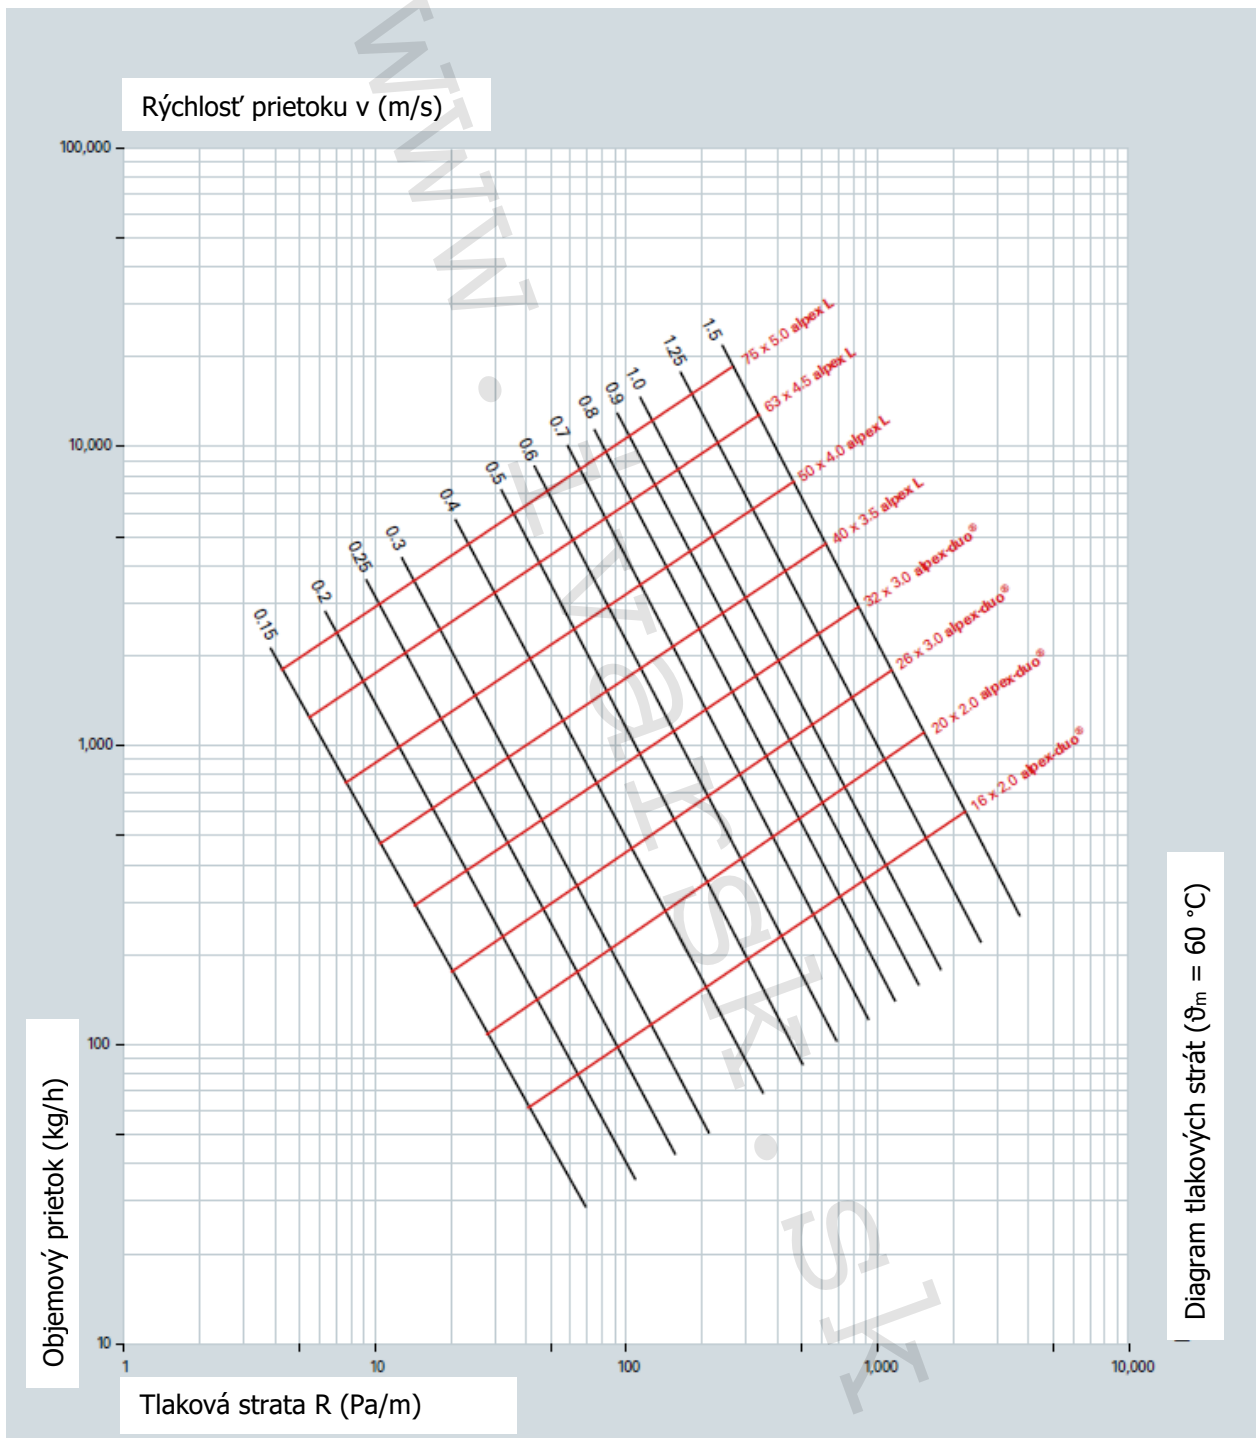 Rýchlosť prietoku v (m/s)
100,000
10,000
1,000
100
10
1
10
100
1,000
10,000
0.15
0.2
0.25
0.3
0.4
0.5
0.6
0.7
0.8
0.9
1.0
1.25
1.5
75 x 5.0 alpex L
63 x 4.5 alpex L
50 x 4.0 alpex L
40 x 3.5 alpex L
32 x 3.0 alpex-duo®
26 x 3.0 alpex-duo®
20 x 2.0 alpex-duo®
16 x 2.0 alpex-duo®
Objemový prietok (kg/h)
Diagram tlakových strát (ϑm = 60 °C)
Tlaková strata R (Pa/m)
www.ivarsk.sk